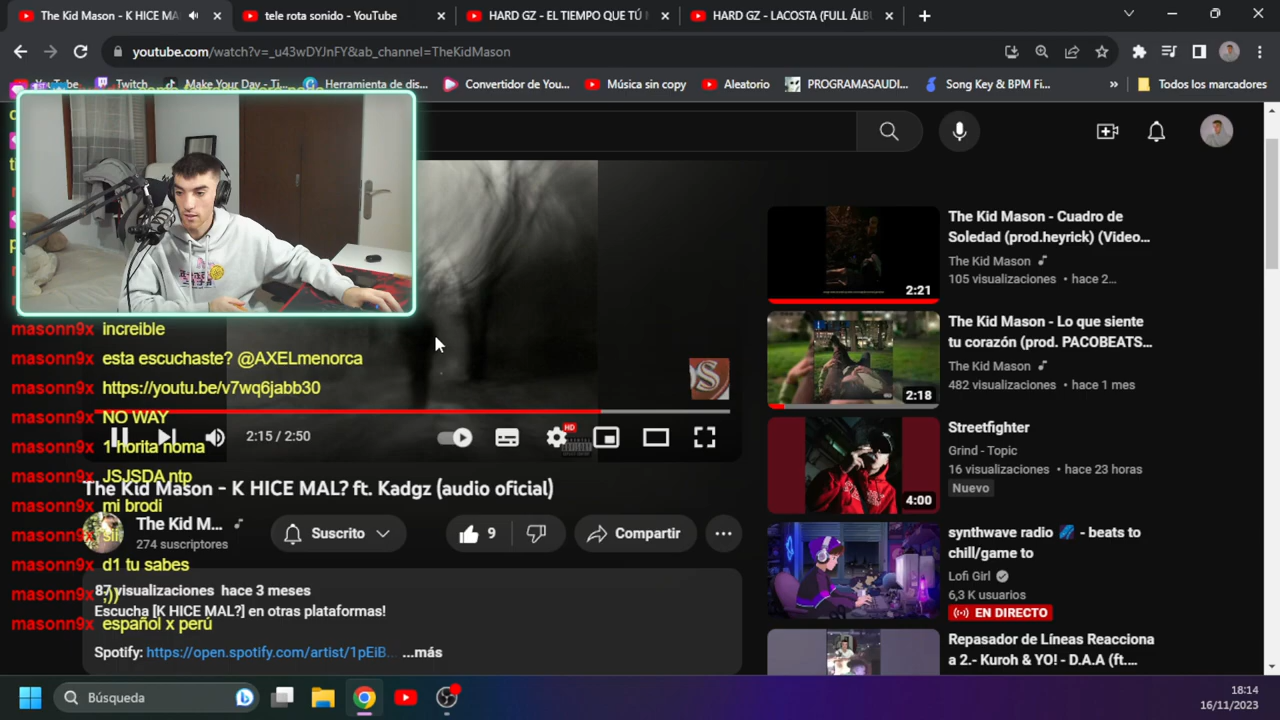 The Kid Mason - K HICE MA
tele rota sonido - YouTube
HARD GZ - EL TIEMPO QUE TÚ
HARD GZ - LACOSTA (FULL ÁLB
youtube.com/watch?v=_u43wDYJnFY&ab_channel=TheKidMason
YouTube
Twitch
Make Your Day - Ti...
Herramienta de dis...
Convertidor de You...
Música sin copy
Aleatorio
PROGRAMASAUDI...
Song Key & BPM Fi...
»
Todos los marcadores
masonn9x increible
masonn9x esta escuchaste? @AXELmenorca
masonn9x https://youtu.be/v7wq6jabb30
masonn9x NO WAY
masonn9x 1 horita noma
masonn9x JSJSDA ntp
masonn9x mi brodi
masonn9x siii
masonn9x d1 tu sabes
masonn9x ;))
masonn9x español x perú
S
2:15 / 2:50
HD
The Kid Mason - K HICE MAL? ft. Kadgz (audio oficial)
The Kid M...
274 suscriptores
Suscrito
9
Compartir
87 visualizaciones hace 3 meses
Escucha [K HICE MAL?] en otras plataformas!
Spotify: https://open.spotify.com/artist/1pEiB... ...más
2:21
The Kid Mason - Cuadro de
Soledad (prod.heyrick) (Video...
The Kid Mason
105 visualizaciones • hace 2...
2:18
The Kid Mason - Lo que siente
tu corazón (prod. PACOBEATS...
The Kid Mason
482 visualizaciones • hace 1 mes
4:00
Streetfighter
Grind - Topic
16 visualizaciones • hace 23 horas
Nuevo
synthwave radio 🌌 - beats to
chill/game to
Lofi Girl
6,3 K usuarios
EN DIRECTO
Repasador de Líneas Reacciona
a 2.- Kuroh & YO! - D.A.A (ft....
Búsqueda
18:14
16/11/2023